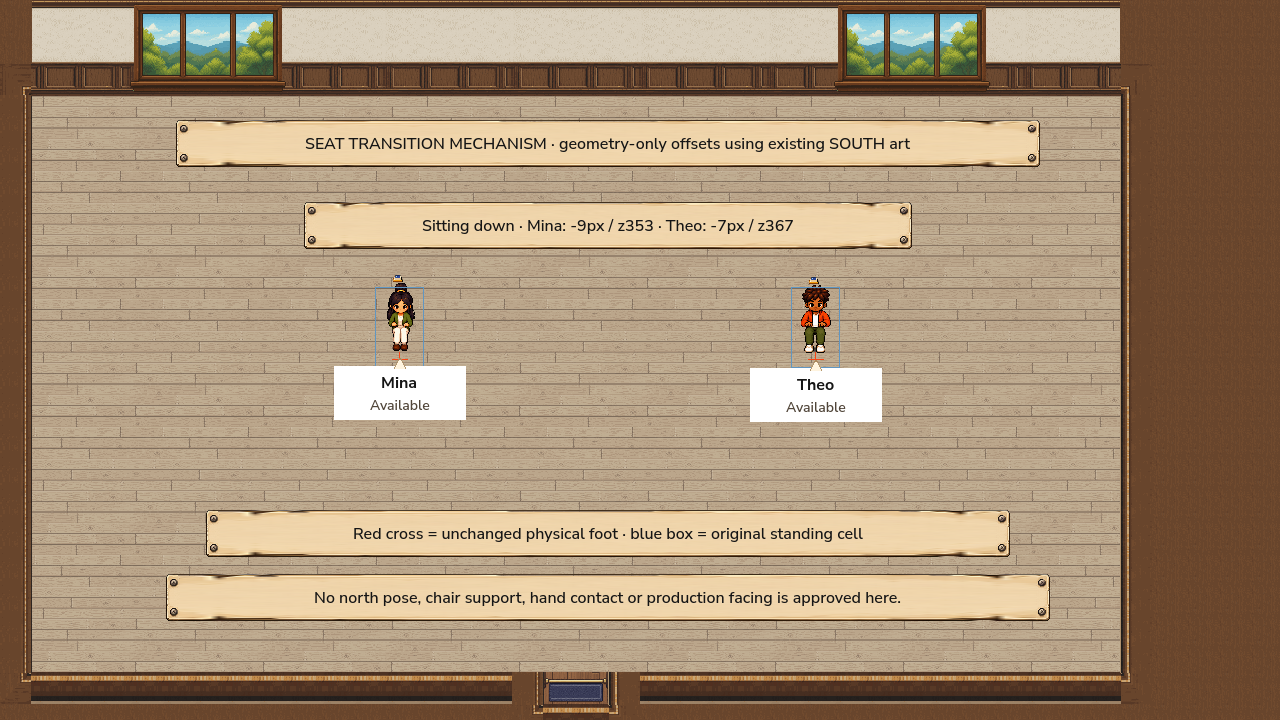 SEAT TRANSITION MECHANISM · geometry-only offsets using existing SOUTH art
Sitting down · Mina: -9px / z353 · Theo: -7px / z367
Mina
Available
Theo
Available
Red cross = unchanged physical foot · blue box = original standing cell
No north pose, chair support, hand contact or production facing is approved here.